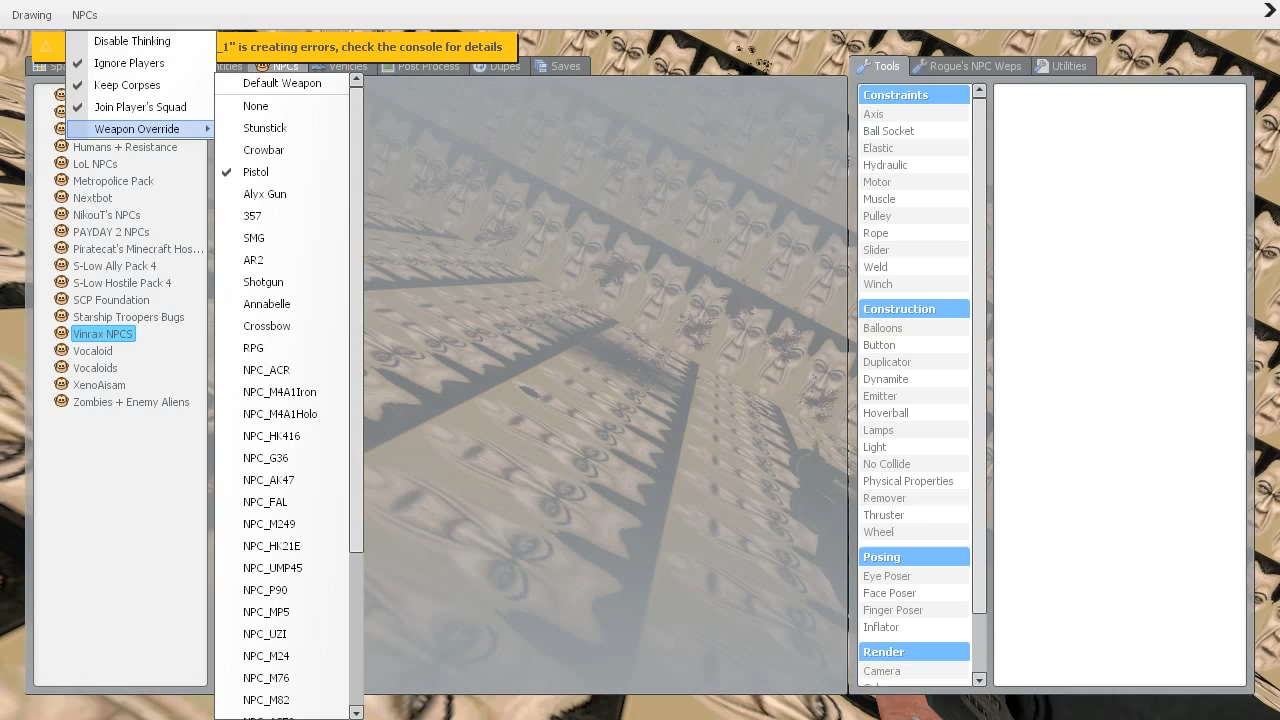 Drawing NPCs
_1" is creating errors, check the console for details
Disable Thinking
Ignore Players
Keep Corpses
Join Player's Squad
Weapon Override
NPCs
Vehicles
Post Process
Dupes
Saves
Humans + Resistance
LoL NPCs
Metropolice Pack
Nextbot
NikouT's NPCs
PAYDAY 2 NPCs
Piratecat's Minecraft Hos...
S-Low Ally Pack 4
S-Low Hostile Pack 4
SCP Foundation
Starship Troopers Bugs
Vinrax NPCS
Vocaloid
Vocaloids
XenoAisam
Zombies + Enemy Aliens
Default Weapon
None
Stunstick
Crowbar
Pistol
Alyx Gun
357
SMG
AR2
Shotgun
Annabelle
Crossbow
RPG
NPC_ACR
NPC_M4A1Iron
NPC_M4A1Holo
NPC_HK416
NPC_G36
NPC_AK47
NPC_FAL
NPC_M249
NPC_HK21E
NPC_UMP45
NPC_P90
NPC_MP5
NPC_UZI
NPC_M24
NPC_M76
NPC_M82
Tools
Rogue's NPC Weps
Utilities
Constraints
Axis
Ball Socket
Elastic
Hydraulic
Motor
Muscle
Pulley
Rope
Slider
Weld
Winch
Construction
Balloons
Button
Duplicator
Dynamite
Emitter
Hoverball
Lamps
Light
No Collide
Physical Properties
Remover
Thruster
Wheel
Posing
Eye Poser
Face Poser
Finger Poser
Inflator
Render
Camera